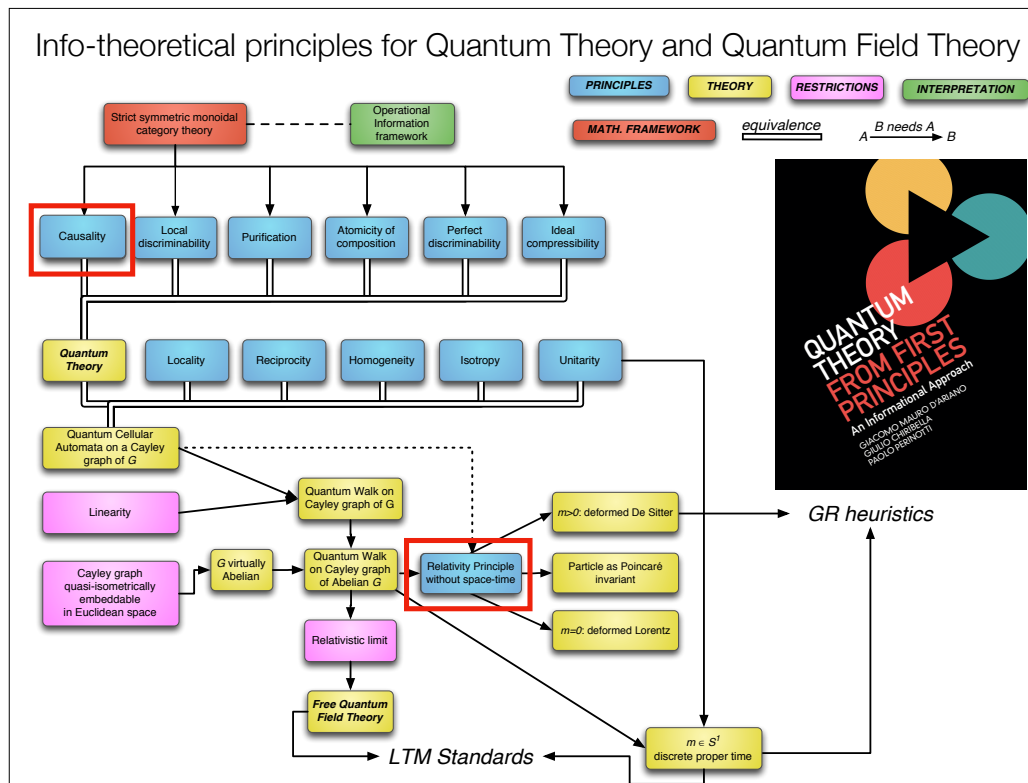 Info-theoretical principles for Quantum Theory and Quantum Field Theory
PRINCIPLES
THEORY
RESTRICTIONS
INTERPRETATION
MATH. FRAMEWORK
equivalence
A
B needs A
B
Strict symmetric monoidal
category theory
Operational
Information
framework
Causality
Local
discriminability
Purification
Atomicity of
composition
Perfect
discriminability
Ideal
compressibility
Quantum
Theory
Locality
Reciprocity
Homogeneity
Isotropy
Unitarity
QUANTUM
THEORY
FROM FIRST
PRINCIPLES
An Informational Approach
GIACOMO MAURO D'ARIANO
GIULIO CHIRIBELLA
PAOLO PERINOTTI
Quantum Cellular
Automata on a Cayley
graph of G
Linearity
Quantum Walk on
Cayley graph of G
m>0: deformed De Sitter
GR heuristics
Cayley graph
quasi-isometrically
embeddable
in Euclidean space
G virtually
Abelian
Quantum Walk
on Cayley graph
of Abelian G
Relativity Principle
without space-time
Particle as Poincaré
invariant
m=0: deformed Lorentz
Relativistic limit
Free Quantum
Field Theory
m ∈ S¹
discrete proper time
LTM Standards